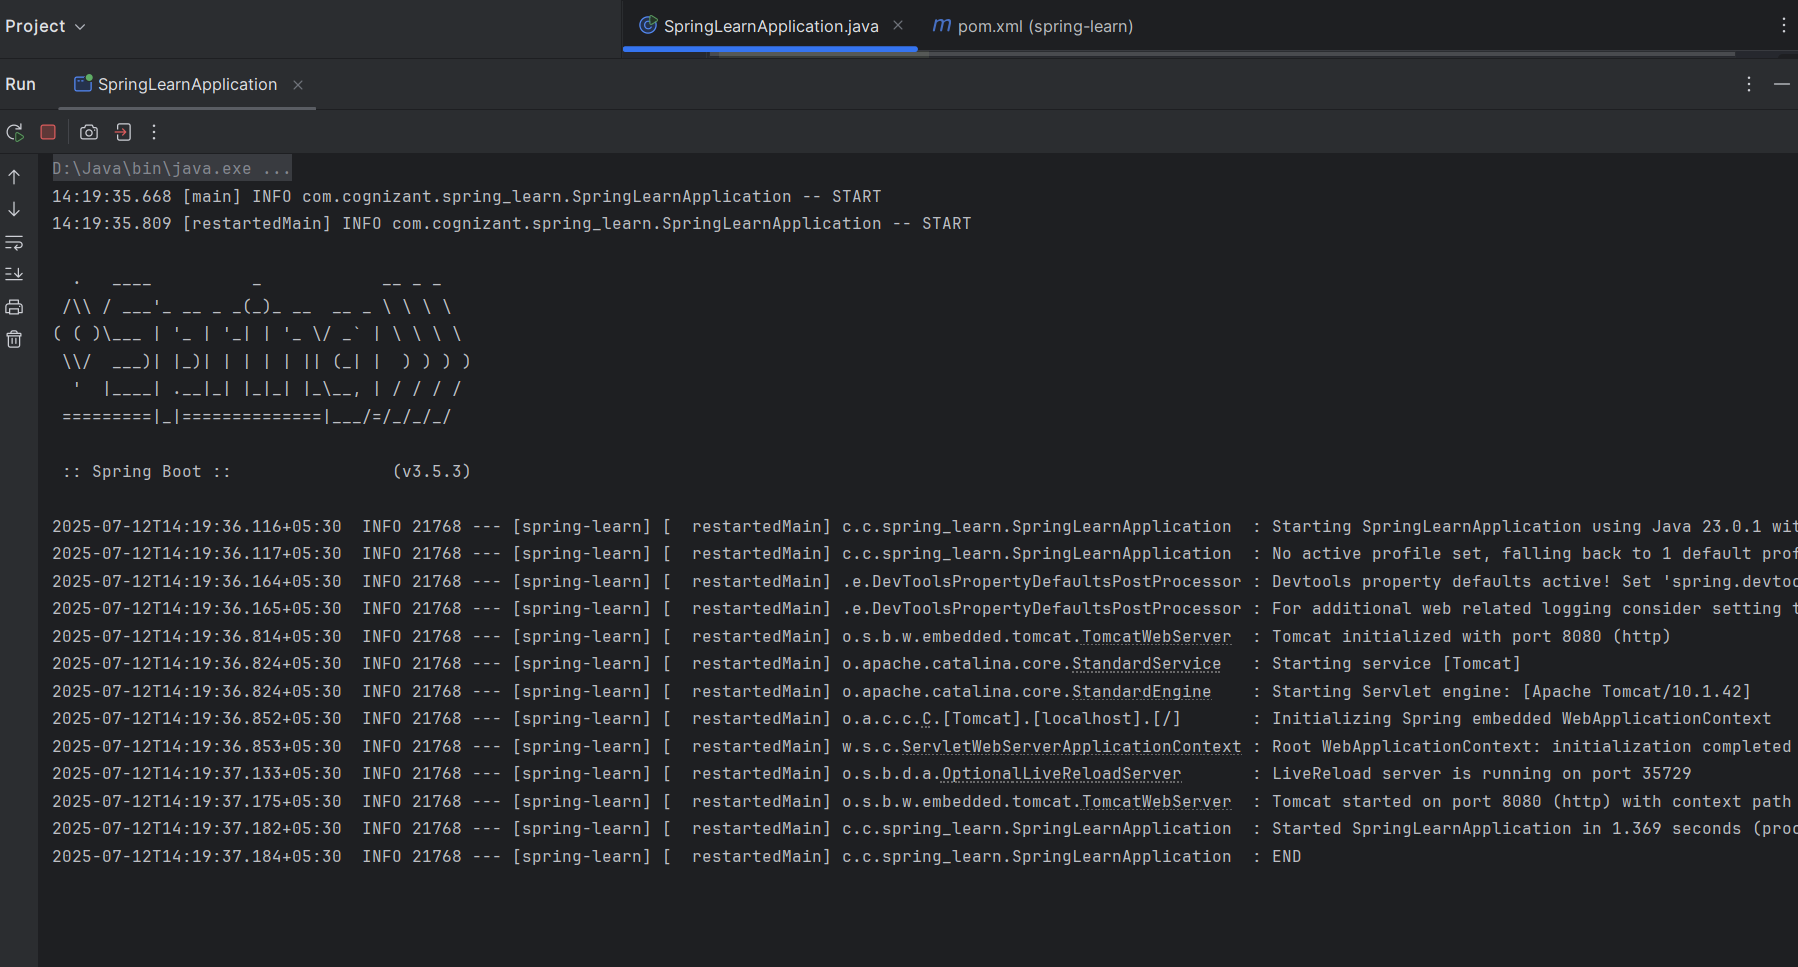 Project
SpringLearnApplication.java
m pom.xml (spring-learn)
Run SpringLearnApplication
D:\Java\bin\java.exe ...
14:19:35.668 [main] INFO com.cognizant.spring_learn.SpringLearnApplication -- START
14:19:35.809 [restartedMain] INFO com.cognizant.spring_learn.SpringLearnApplication -- START
  .   ____          _            __ _ _
 /\\ / ___'_ __ _ _(_)_ __  __ _ \ \ \ \
( ( )\___ | '_ | '_| | '_ \/ _` | \ \ \ \
 \\/  ___)| |_)| | | | | || (_| |  ) ) ) )
  '  |____| .__|_| |_|_| |_\__, | / / / /
 =========|_|==============|___/=/_/_/_/
 :: Spring Boot ::                (v3.5.3)
2025-07-12T14:19:36.116+05:30  INFO 21768 --- [spring-learn] [  restartedMain] c.c.spring_learn.SpringLearnApplication  : Starting SpringLearnApplication using Java 23.0.1 wit
2025-07-12T14:19:36.117+05:30  INFO 21768 --- [spring-learn] [  restartedMain] c.c.spring_learn.SpringLearnApplication  : No active profile set, falling back to 1 default prof
2025-07-12T14:19:36.164+05:30  INFO 21768 --- [spring-learn] [  restartedMain] .e.DevToolsPropertyDefaultsPostProcessor : Devtools property defaults active! Set 'spring.devtoo
2025-07-12T14:19:36.165+05:30  INFO 21768 --- [spring-learn] [  restartedMain] .e.DevToolsPropertyDefaultsPostProcessor : For additional web related logging consider setting t
2025-07-12T14:19:36.814+05:30  INFO 21768 --- [spring-learn] [  restartedMain] o.s.b.w.embedded.tomcat.TomcatWebServer  : Tomcat initialized with port 8080 (http)
2025-07-12T14:19:36.824+05:30  INFO 21768 --- [spring-learn] [  restartedMain] o.apache.catalina.core.StandardService   : Starting service [Tomcat]
2025-07-12T14:19:36.824+05:30  INFO 21768 --- [spring-learn] [  restartedMain] o.apache.catalina.core.StandardEngine    : Starting Servlet engine: [Apache Tomcat/10.1.42]
2025-07-12T14:19:36.852+05:30  INFO 21768 --- [spring-learn] [  restartedMain] o.a.c.c.C.[Tomcat].[localhost].[/]       : Initializing Spring embedded WebApplicationContext
2025-07-12T14:19:36.853+05:30  INFO 21768 --- [spring-learn] [  restartedMain] w.s.c.ServletWebServerApplicationContext : Root WebApplicationContext: initialization completed
2025-07-12T14:19:37.133+05:30  INFO 21768 --- [spring-learn] [  restartedMain] o.s.b.d.a.OptionalLiveReloadServer       : LiveReload server is running on port 35729
2025-07-12T14:19:37.175+05:30  INFO 21768 --- [spring-learn] [  restartedMain] o.s.b.w.embedded.tomcat.TomcatWebServer  : Tomcat started on port 8080 (http) with context path
2025-07-12T14:19:37.182+05:30  INFO 21768 --- [spring-learn] [  restartedMain] c.c.spring_learn.SpringLearnApplication  : Started SpringLearnApplication in 1.369 seconds (proc
2025-07-12T14:19:37.184+05:30  INFO 21768 --- [spring-learn] [  restartedMain] c.c.spring_learn.SpringLearnApplication  : END